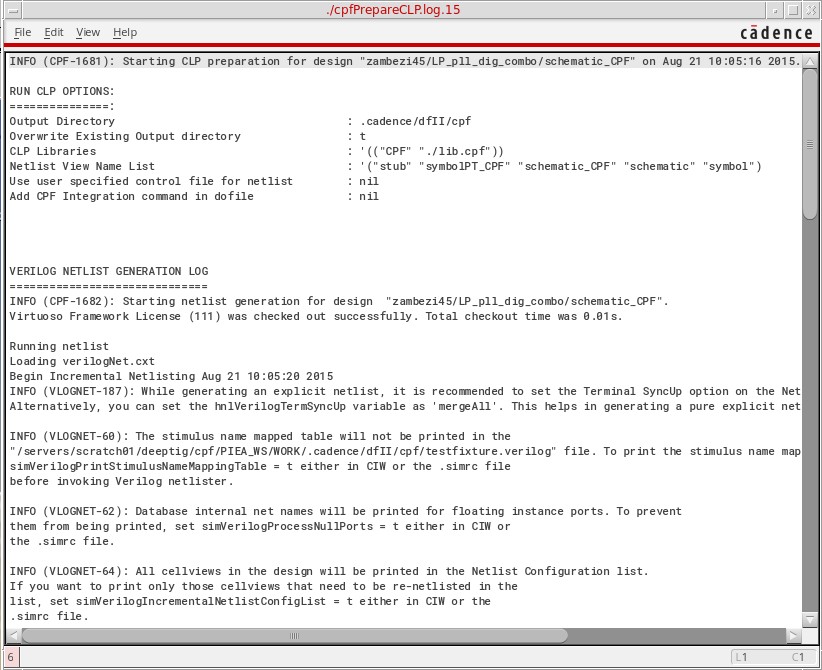 ./cpfPrepareCLP.log.15
File Edit View Help
cādence
INFO (CPF-1681): Starting CLP preparation for design "zambezi45/LP_pll_dig_combo/schematic_CPF" on Aug 21 10:05:16 2015.
RUN CLP OPTIONS:
===============:
Output Directory : .cadence/dfII/cpf
Overwrite Existing Output directory : t
CLP Libraries : '(("CPF" "./lib.cpf"))
Netlist View Name List : '("stub" "symbolPT_CPF" "schematic_CPF" "schematic" "symbol")
Use user specified control file for netlist : nil
Add CPF Integration command in dofile : nil
VERILOG NETLIST GENERATION LOG
==============================
INFO (CPF-1682): Starting netlist generation for design "zambezi45/LP_pll_dig_combo/schematic_CPF".
Virtuoso Framework License (111) was checked out successfully. Total checkout time was 0.01s.
Running netlist
Loading verilogNet.cxt
Begin Incremental Netlisting Aug 21 10:05:20 2015
INFO (VLOGNET-187): While generating an explicit netlist, it is recommended to set the Terminal SyncUp option on the Net
Alternatively, you can set the hnlVerilogTermSyncUp variable as 'mergeAll'. This helps in generating a pure explicit net
INFO (VLOGNET-60): The stimulus name mapped table will not be printed in the
"/servers/scratch01/deeptig/cpf/PIEA_WS/WORK/.cadence/dfII/cpf/testfixture.verilog" file. To print the stimulus name map
simVerilogPrintStimulusNameMappingTable = t either in CIW or the .simrc file
before invoking Verilog netlister.
INFO (VLOGNET-62): Database internal net names will be printed for floating instance ports. To prevent
them from being printed, set simVerilogProcessNullPorts = t either in CIW or
the .simrc file.
INFO (VLOGNET-64): All cellviews in the design will be printed in the Netlist Configuration list.
If you want to print only those cellviews that need to be re-netlisted in the
list, set simVerilogIncrementalNetlistConfigList = t either in CIW or the
.simrc file.
6 L1 C1